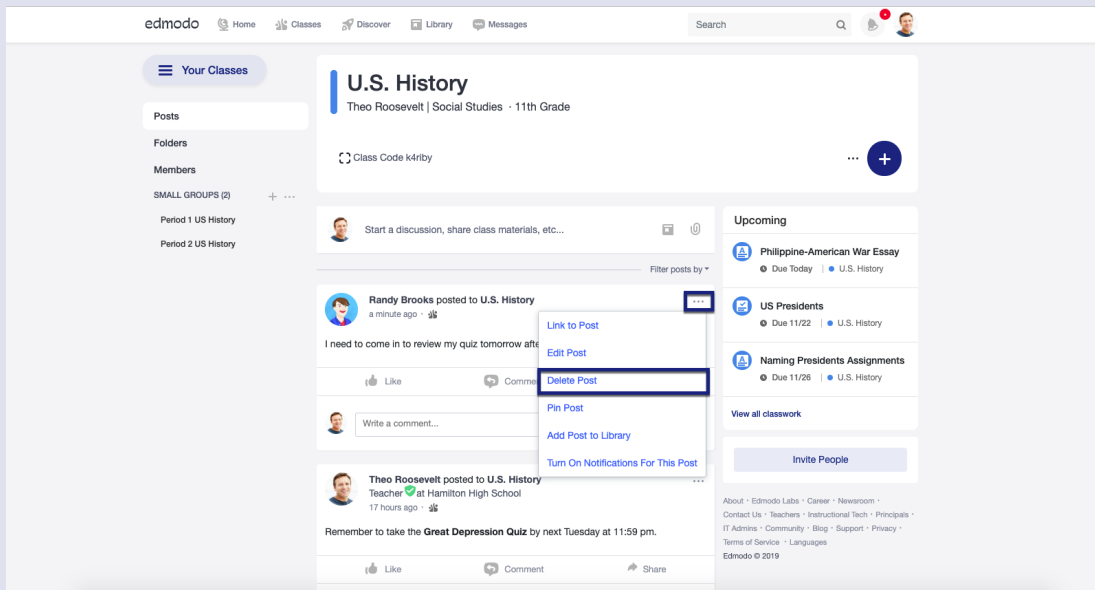 edmodo
Home
Classes
Discover
Library
Messages
Search
Your Classes
Posts
Folders
Members
SMALL GROUPS (2)
Period 1 US History
Period 2 US History
U.S. History
Theo Roosevelt | Social Studies · 11th Grade
Class Code k4riby
Start a discussion, share class materials, etc...
Filter posts by
Randy Brooks posted to U.S. History
a minute ago ·
I need to come in to review my quiz tomorrow afte
Like
Comme
Write a comment...
Link to Post
Edit Post
Delete Post
Pin Post
Add Post to Library
Turn On Notifications For This Post
Theo Roosevelt posted to U.S. History
Teacher at Hamilton High School
17 hours ago ·
Remember to take the Great Depression Quiz by next Tuesday at 11:59 pm.
Like
Comment
Share
Upcoming
Philippine-American War Essay
Due Today | U.S. History
US Presidents
Due 11/22 | U.S. History
Naming Presidents Assignments
Due 11/26 | U.S. History
View all classwork
Invite People
About · Edmodo Labs · Career · Newsroom ·
Contact Us · Teachers · Instructional Tech · Principals ·
IT Admins · Community · Blog · Support · Privacy ·
Terms of Service · Languages
Edmodo © 2019